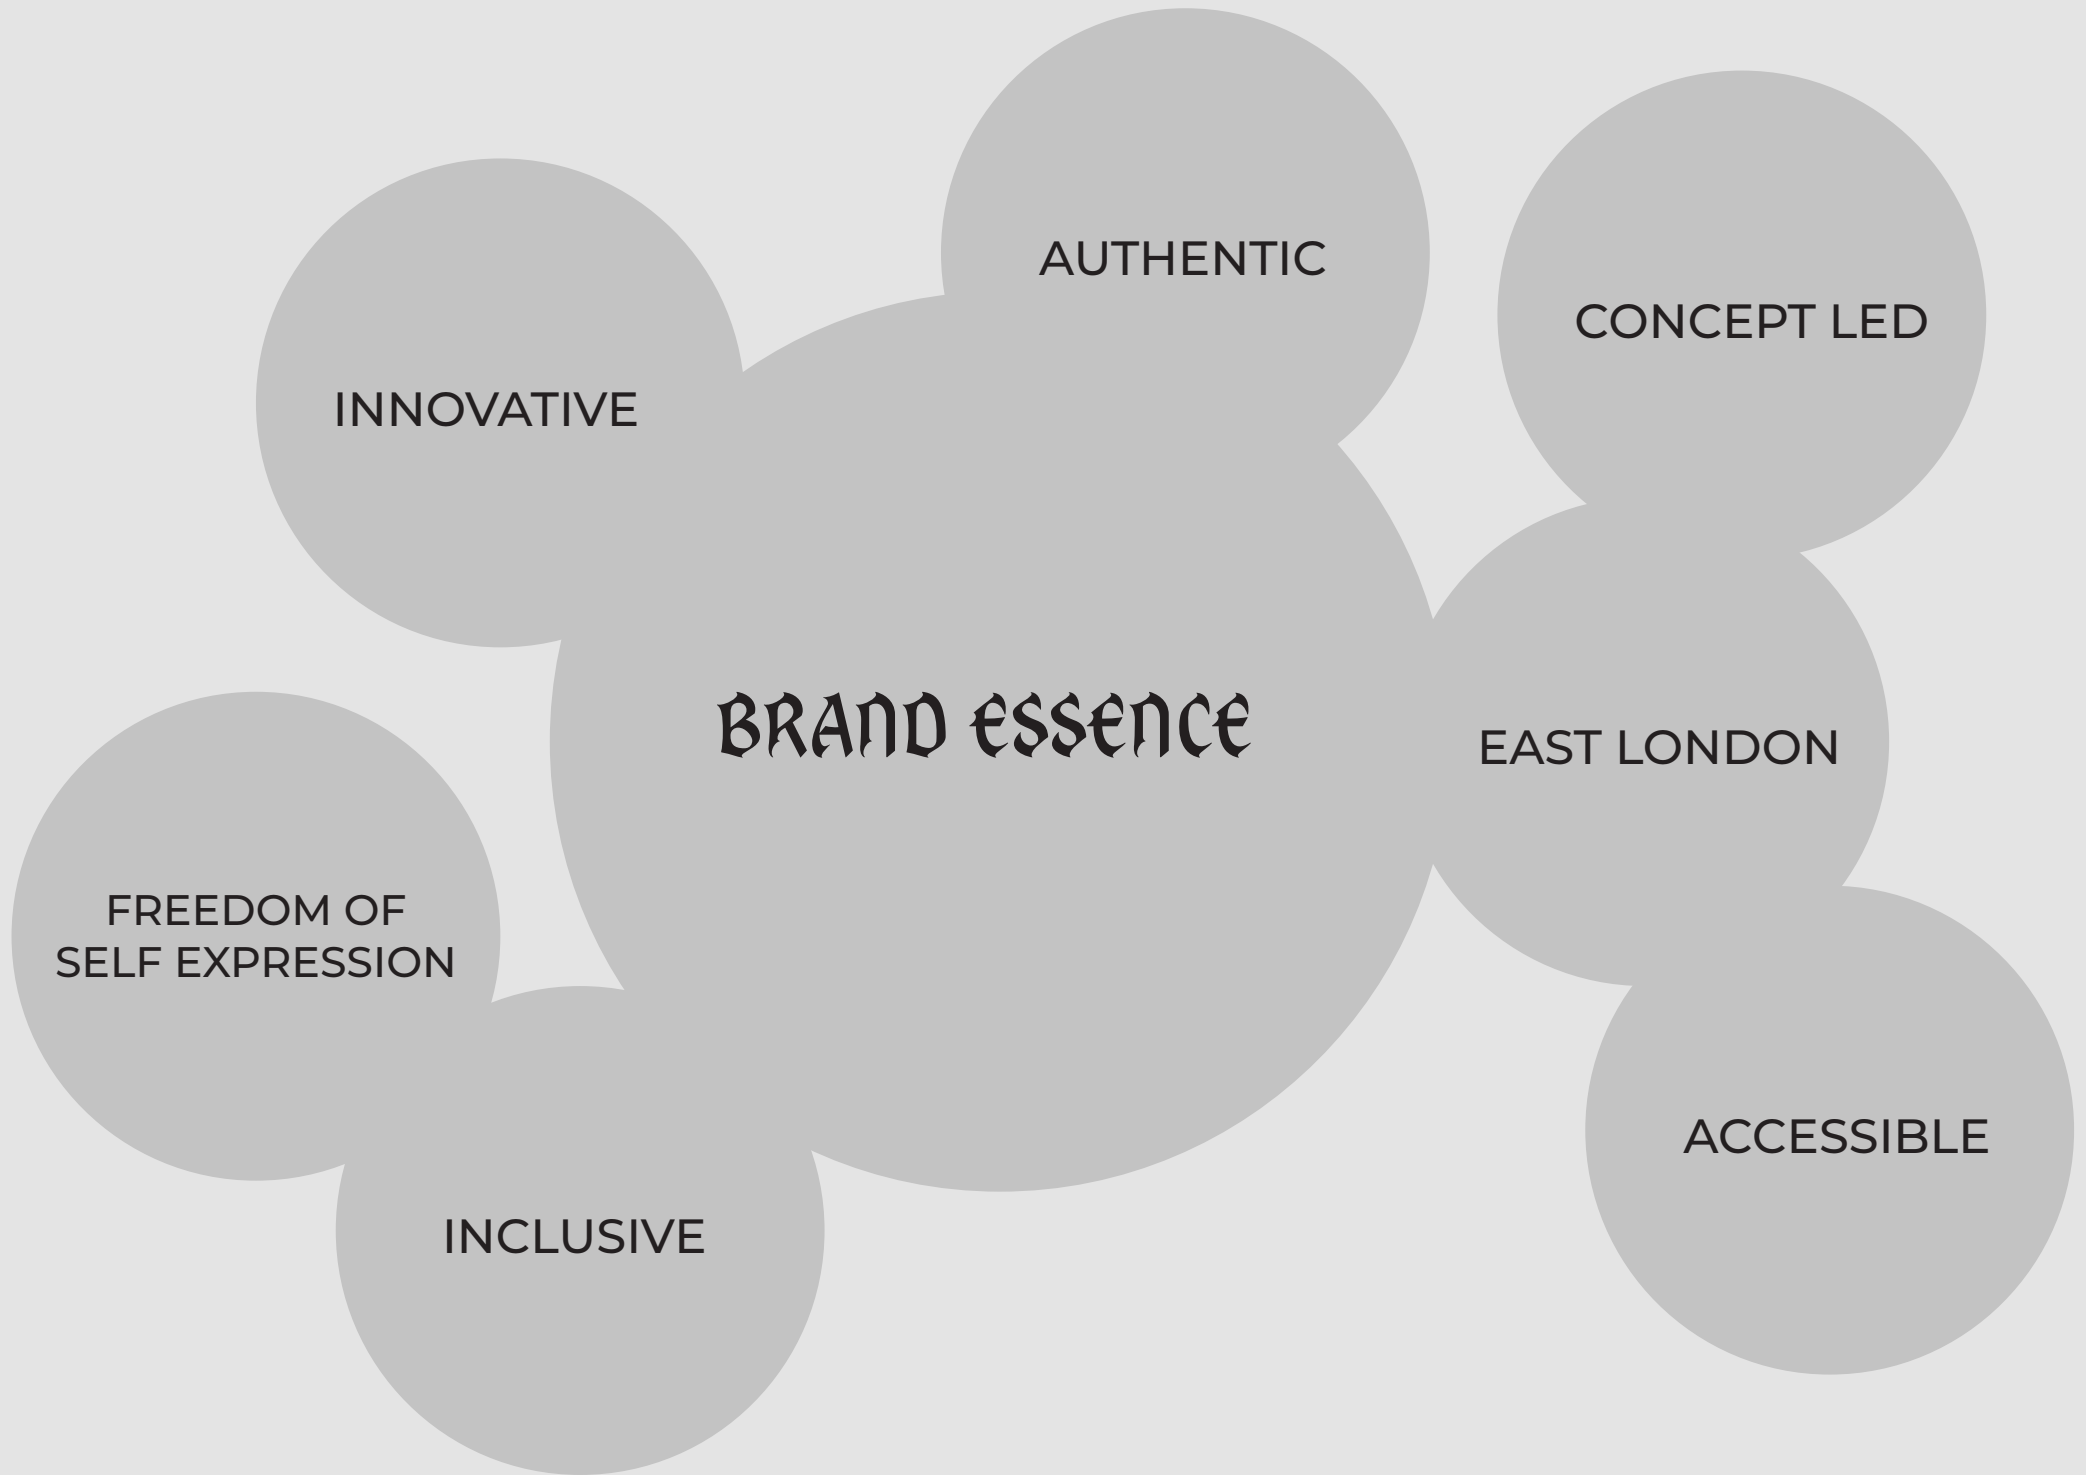 AUTHENTIC
CONCEPT LED
INNOVATIVE
BRAND ESSENCE
EAST LONDON
FREEDOM OF
SELF EXPRESSION
ACCESSIBLE
INCLUSIVE